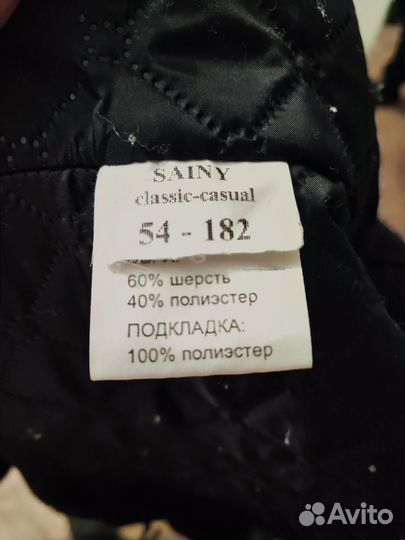 SAINY
classic-casual
54 - 182
60% шерсть
40% полиэстер
ПОДКЛАДКА:
100% полиэстер
Avito